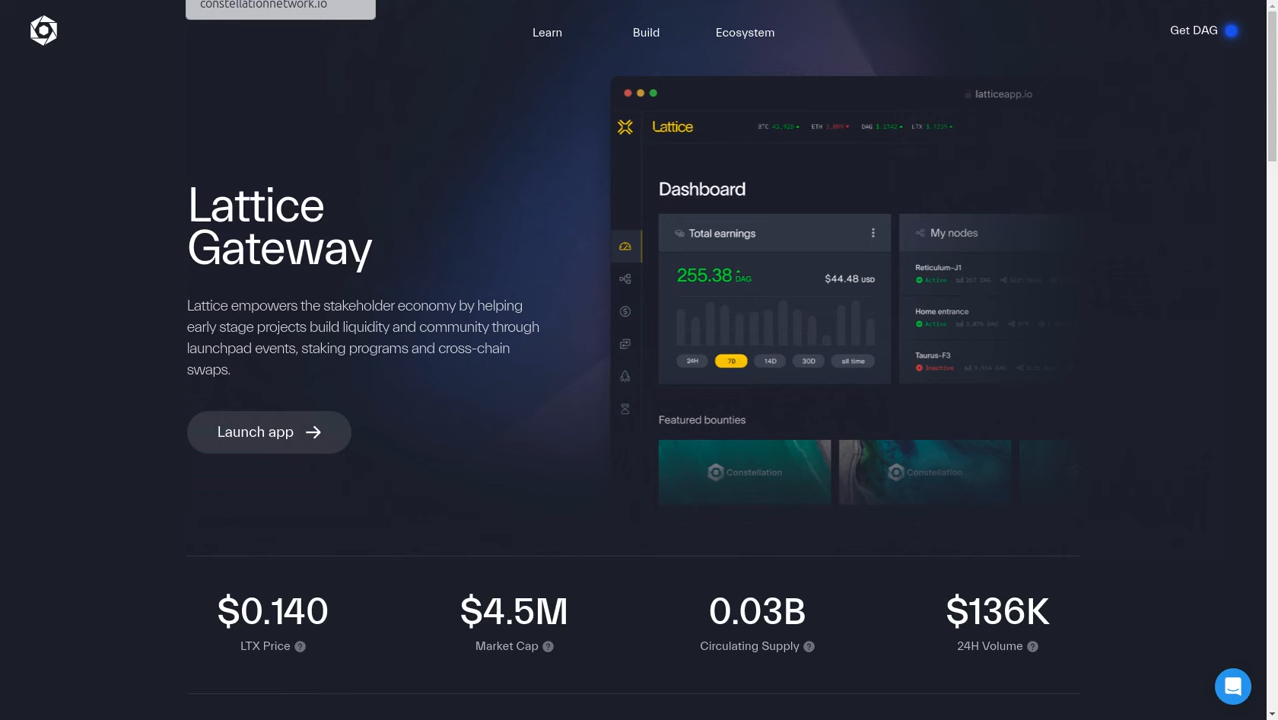 constellationnetwork.io
Learn
Build
Ecosystem
Get DAG
latticeapp.io
Lattice
BTC
ETH
DAG
LTX
Lattice
Gateway
Lattice empowers the stakeholder economy by helping
early stage projects build liquidity and community through
launchpad events, staking programs and cross-chain
swaps.
Launch app
Dashboard
Total earnings
255.38 DAG
$44.48 USD
24H
7D
14D
30D
all time
My nodes
Reticulum-J1
Active
Home entrance
Active
Taurus-F3
Inactive
Featured bounties
Constellation
Constellation
$0.140
LTX Price ?
$4.5M
Market Cap ?
0.03B
Circulating Supply ?
$136K
24H Volume ?